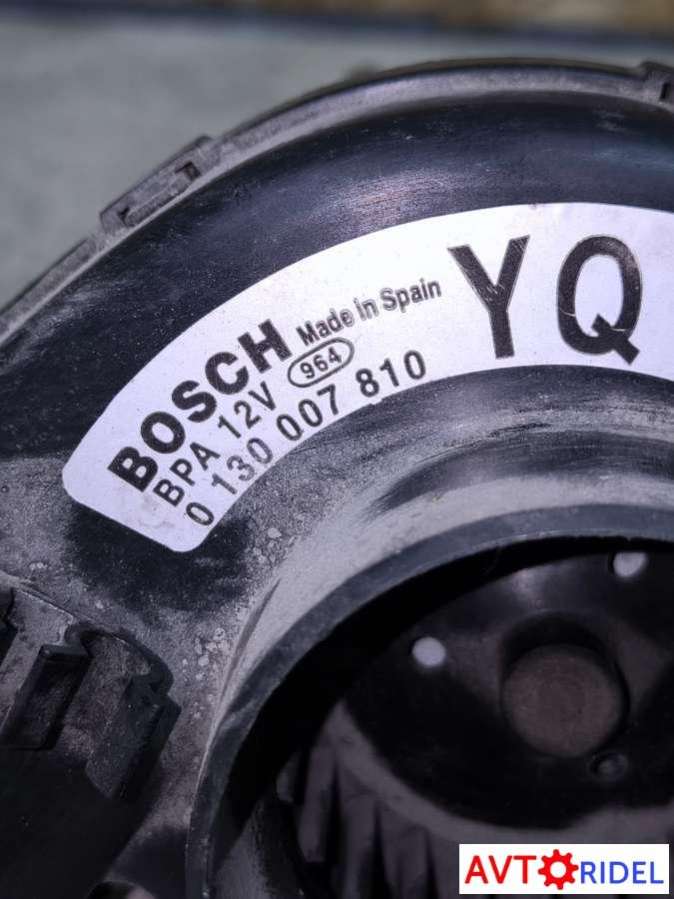 BOSCH Made in Spain
BPA 12V 964
0 130 007 810
YQ
AVTORIDEL